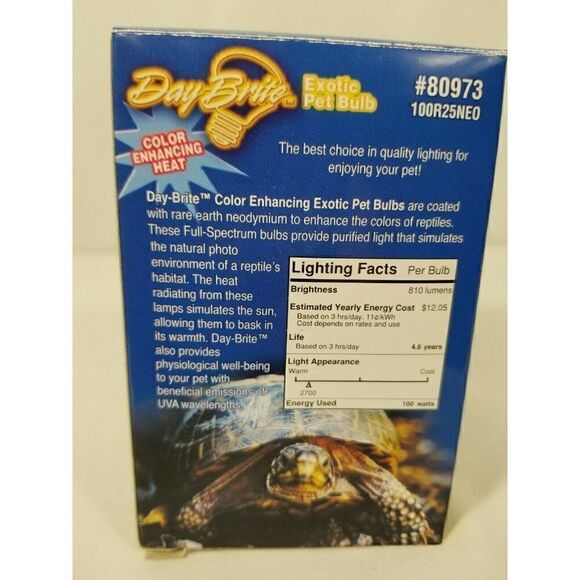 Day-Brite™ Exotic
Pet Bulb
#80973
100R25NEO
COLOR
ENHANCING
HEAT
The best choice in quality lighting for
enjoying your pet!
Day-Brite™ Color Enhancing Exotic Pet Bulbs are coated
with rare earth neodymium to enhance the colors of reptiles.
These Full-Spectrum bulbs provide purified light that simulates
the natural photo
environment of a reptile's
habitat. The heat
radiating from these
lamps simulates the sun,
allowing them to bask in
its warmth. Day-Brite™
also provides
physiological well-being
to your pet with
beneficial emissions of
UVA wavelengths.
Lighting Facts Per Bulb
Brightness 810 lumens
Estimated Yearly Energy Cost $12.05
Based on 3 hrs/day, 11¢/kWh
Cost depends on rates and use
Life
Based on 3 hrs/day 4.6 years
Light Appearance
Warm Cool
2700
Energy Used 100 watts